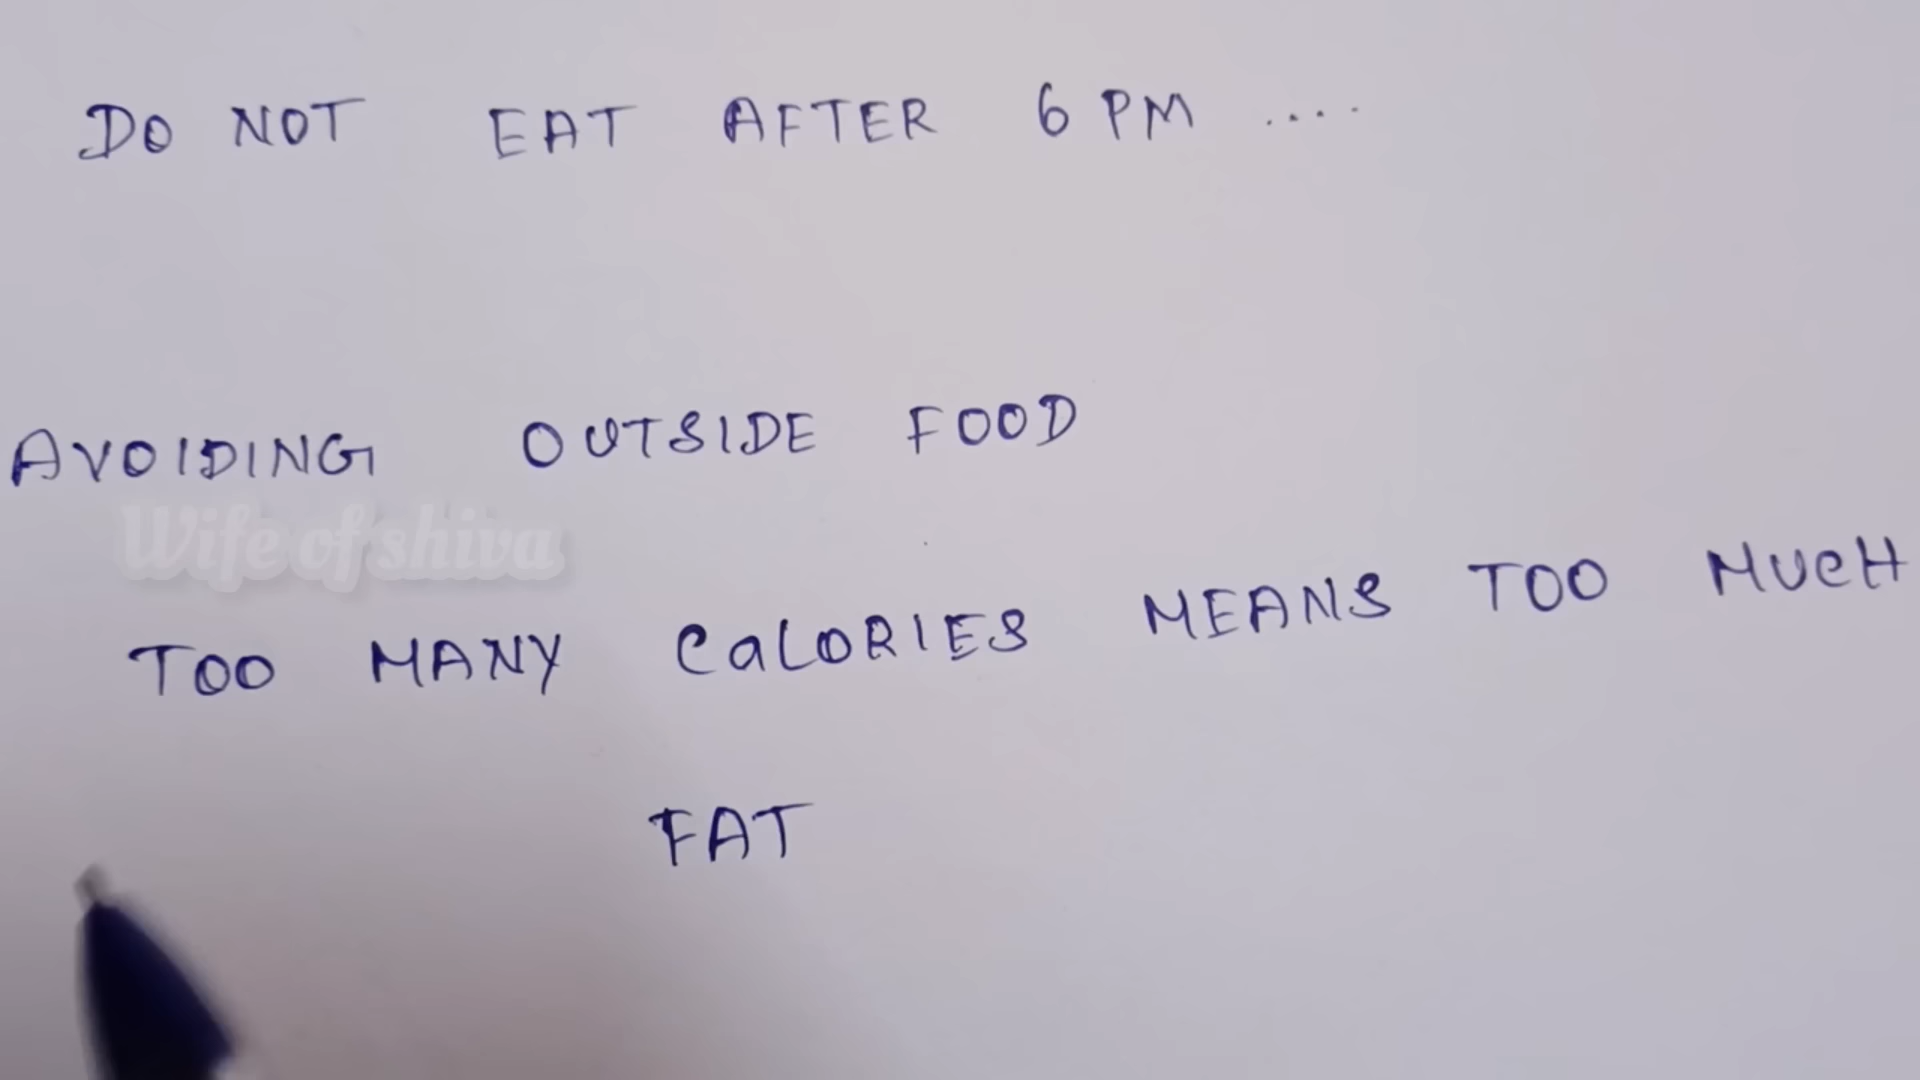 DO NOT EAT AFTER 6 PM ....
AVOIDING OUTSIDE FOOD
Wife of shiva
TOO MANY CaLORIES MEANS TOO MUCH
FAT